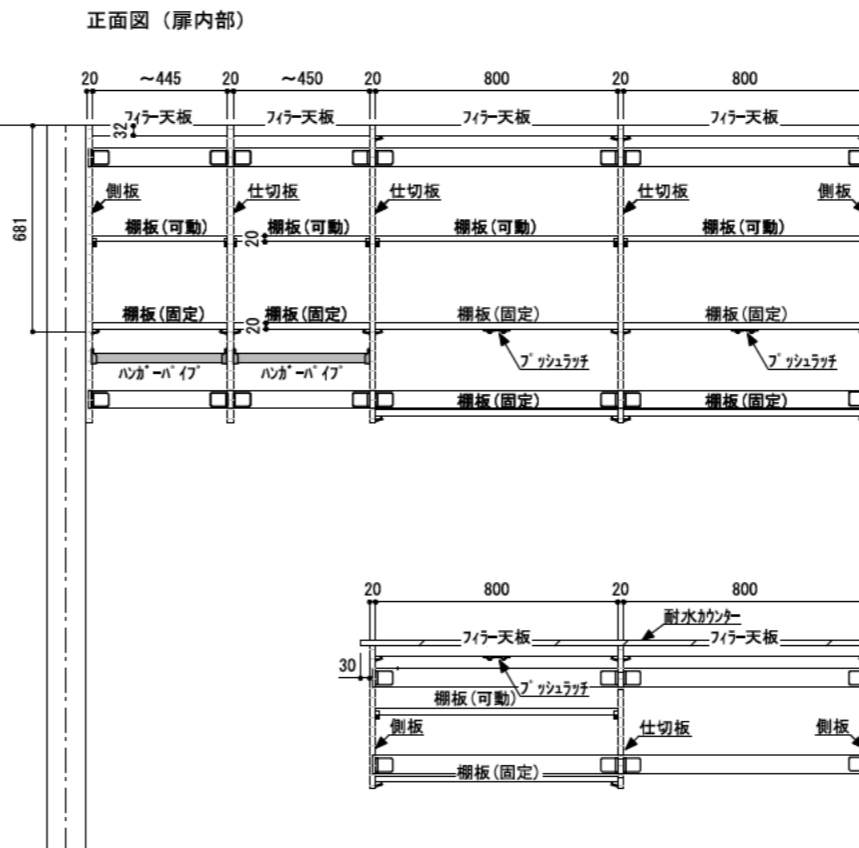 正面図（扉内部）
20 ～445 20 ～450 20 800 20 800
フィラー天板 フィラー天板 フィラー天板 フィラー天板
32
側板 仕切板 仕切板 仕切板 側板
681
棚板(可動) 棚板(可動) 棚板(可動) 棚板(可動)
20
棚板(固定) 棚板(固定) 棚板(固定) 棚板(固定)
20
プッシュラッチ プッシュラッチ
ハンガーパイプ ハンガーパイプ
棚板(固定) 棚板(固定)
20 800 20 800
耐水カウンター
フィラー天板 フィラー天板
30
プッシュラッチ
棚板(可動)
側板 仕切板 側板
棚板(固定)